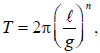 T = 2π(ℓ/g)ⁿ,